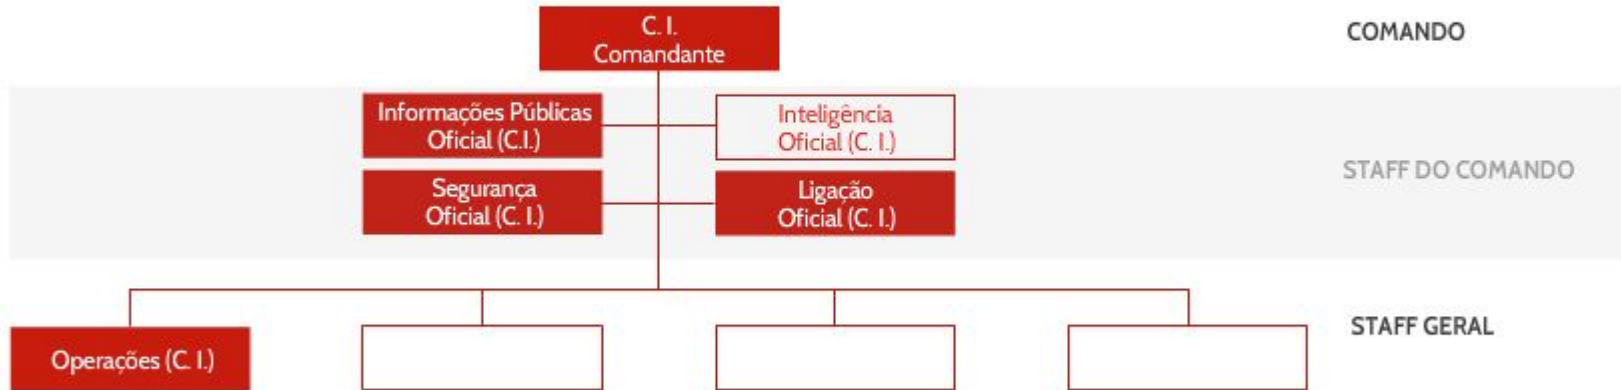 C. I.
Comandante
COMANDO
Informações Públicas
Oficial (C.I.)
Inteligência
Oficial (C. I.)
STAFF DO COMANDO
Segurança
Oficial (C. I.)
Ligação
Oficial (C. I.)
STAFF GERAL
Operações (C. I.)